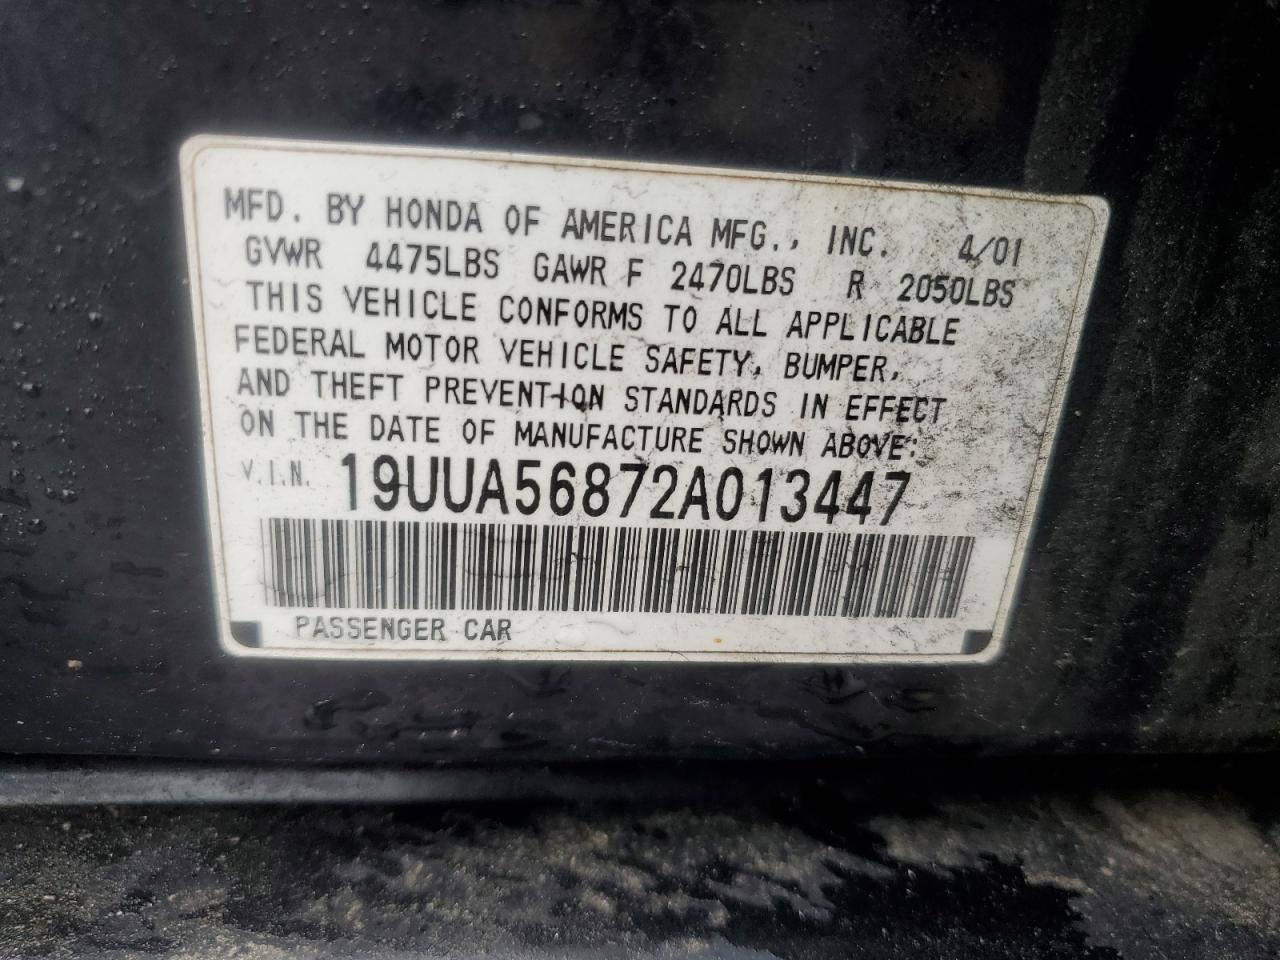 MFD. BY HONDA OF AMERICA MFG., INC. 4/01
GVWR 4475LBS GAWR F 2470LBS R 2050LBS
THIS VEHICLE CONFORMS TO ALL APPLICABLE
FEDERAL MOTOR VEHICLE SAFETY, BUMPER,
AND THEFT PREVENTION STANDARDS IN EFFECT
ON THE DATE OF MANUFACTURE SHOWN ABOVE:
V.I.N. 19UUA56872A013447
PASSENGER CAR